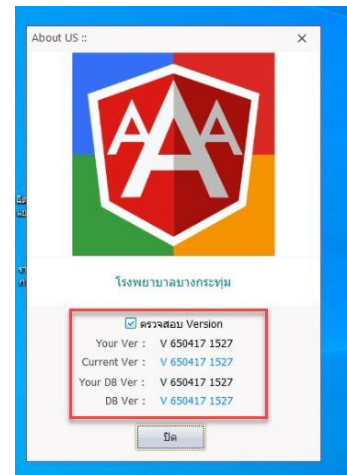 About US ::
AAA
โรงพยาบาลบางกระทุ่ม
ตรวจสอบ Version
Your Ver : V 650417 1527
Current Ver : V 650417 1527
Your DB Ver : V 650417 1527
DB Ver : V 650417 1527
ปิด